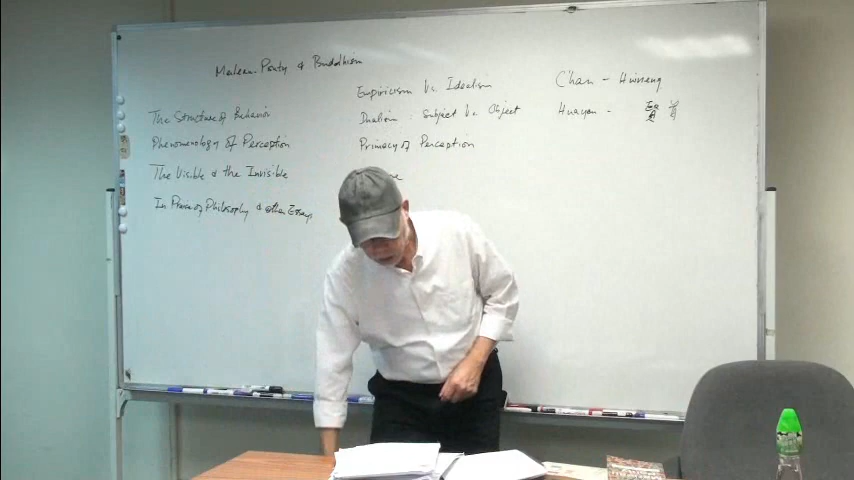 Merleau-Ponty & Buddhism
The Structure of Behavior
Phenomenology of Perception
The Visible & the Invisible
In Praise of Philosophy & other Essays
Empiricism Vs. Idealism
Dualism : Subject Vs Object
Primacy of Perception
Chan - Huineng
Huayan -